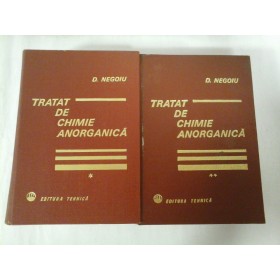 D. NEGOIU
TRATAT
DE
CHIMIE
ANORGANICĂ
*
EDITURA TEHNICĂ
D. NEGOIU
TRATAT
DE
CHIMIE
ANORGANICĂ
**
EDITURA TEHNICĂ